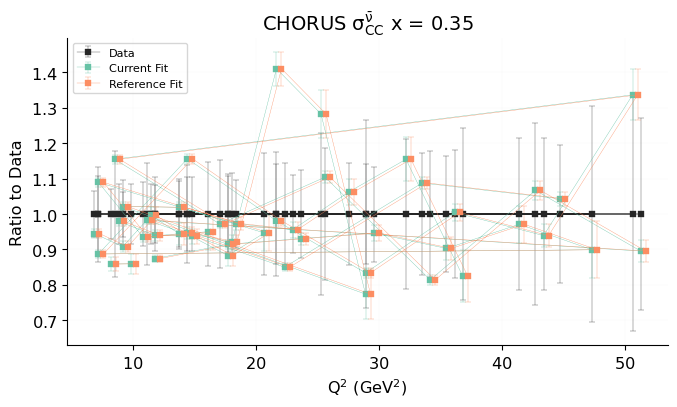 CHORUS σ^ν̄_CC x = 0.35
Data
Current Fit
Reference Fit
Ratio to Data
1.4
1.3
1.2
1.1
1.0
0.9
0.8
0.7
10 20 30 40 50
Q² (GeV²)